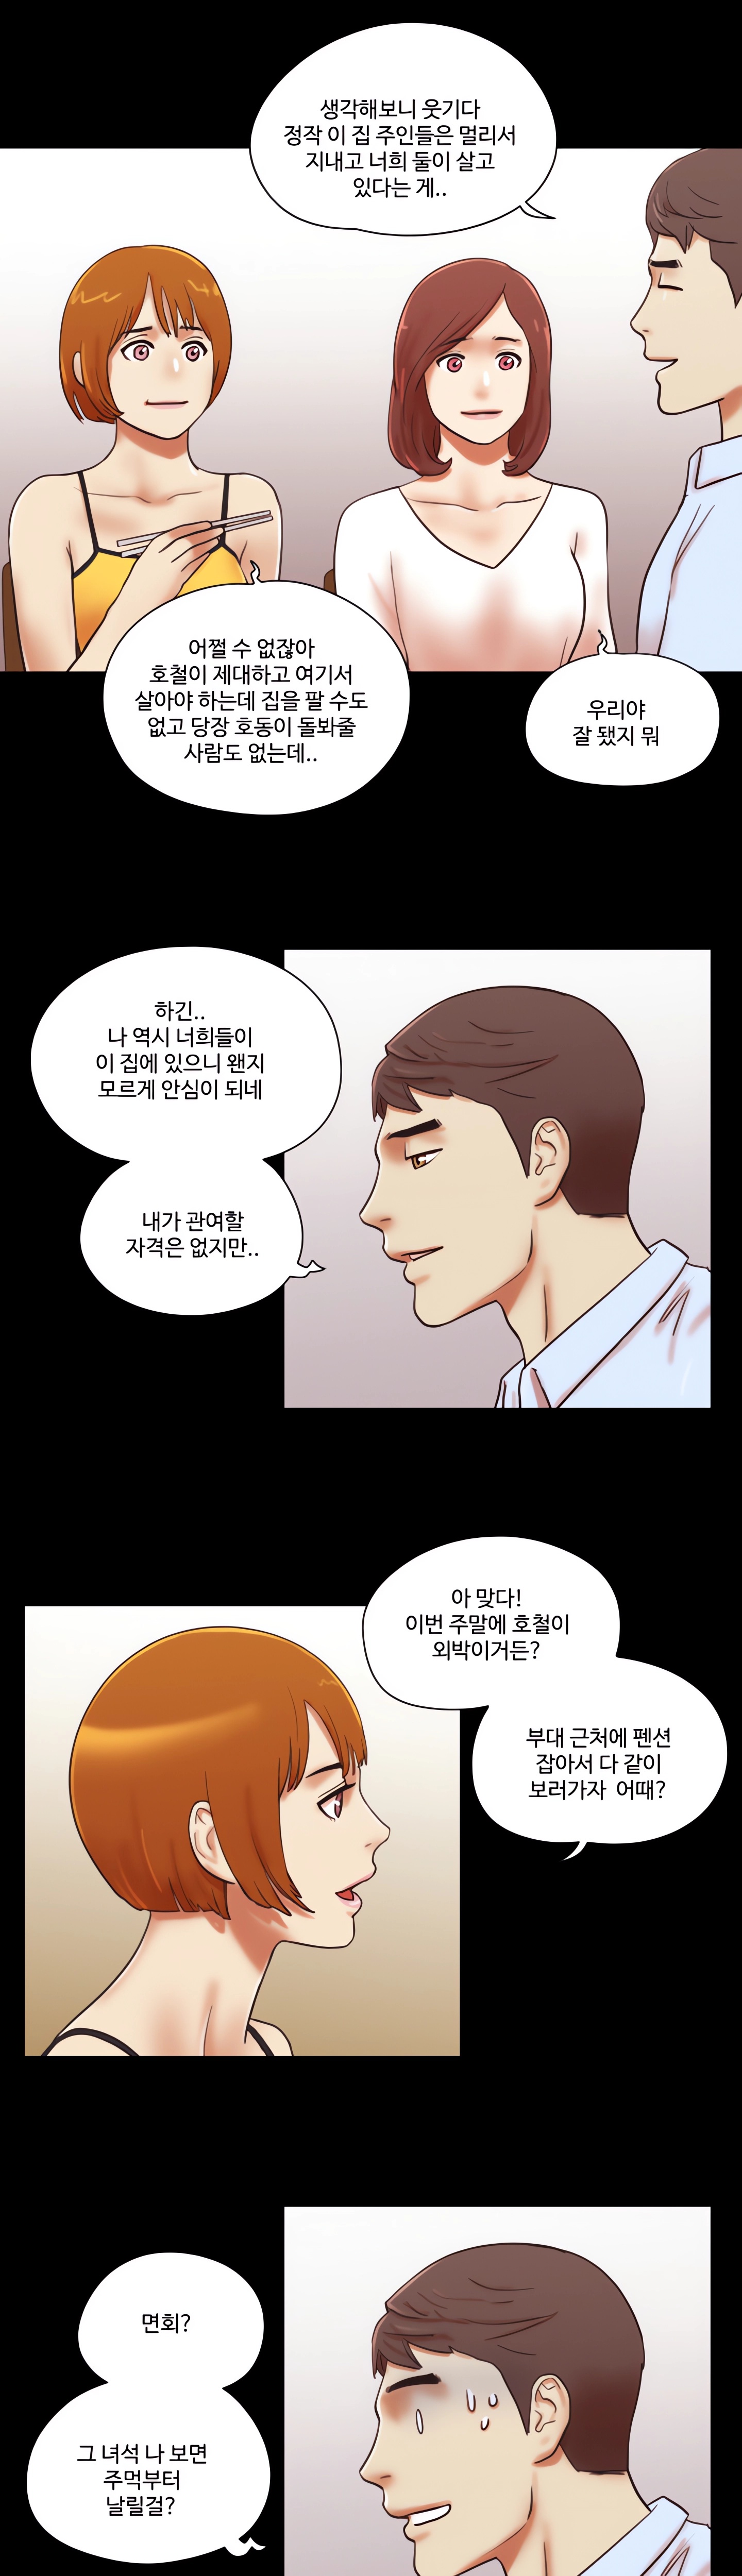 생각해보니 웃기다
정작 이 집 주인들은 멀리서
지내고 너희 둘이 살고
있다는 게..
어쩔 수 없잖아
호철이 제대하고 여기서
살아야 하는데 집을 팔 수도
없고 당장 호동이 돌봐줄
사람도 없는데..
우리야
잘 됐지 뭐
하긴..
나 역시 너희들이
이 집에 있으니 왠지
모르게 안심이 되네
내가 관여할
자격은 없지만..
아 맞다!
이번 주말에 호철이
외박이거든?
부대 근처에 펜션
잡아서 다 같이
보러가자 어때?
면회?
그 녀석 나 보면
주먹부터
날릴걸?